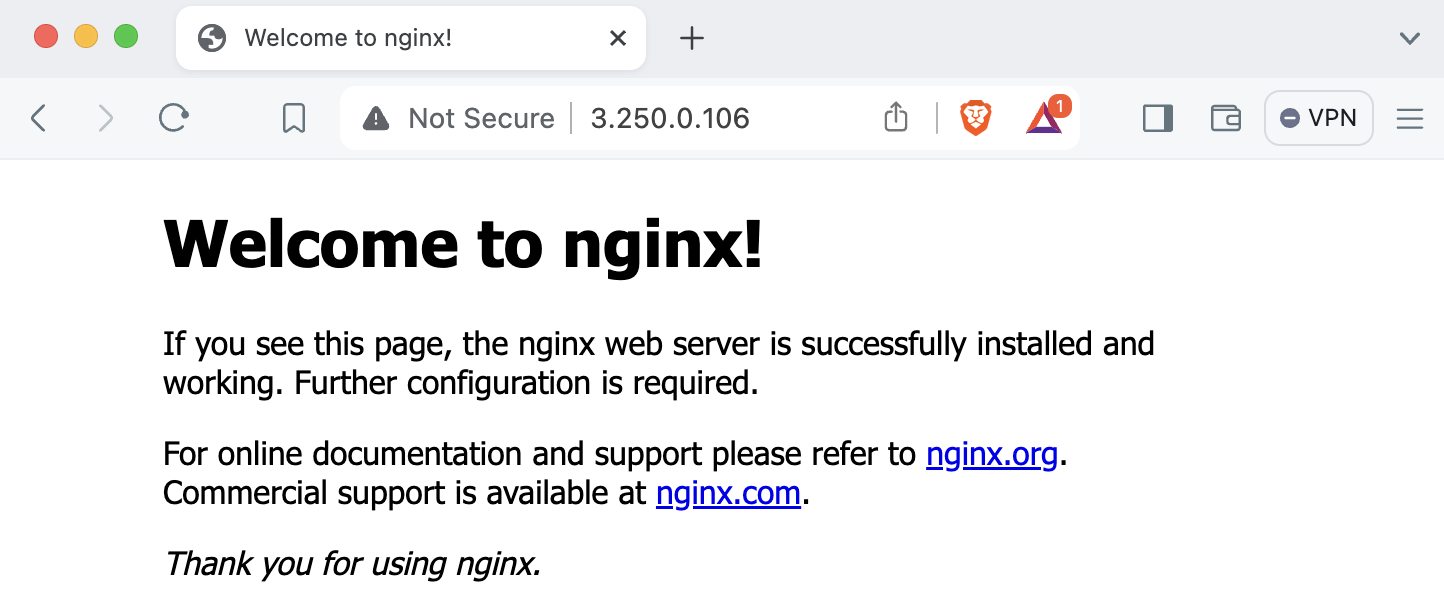 Welcome to nginx!
Not Secure 3.250.0.106
1
VPN
Welcome to nginx!
If you see this page, the nginx web server is successfully installed and
working. Further configuration is required.
For online documentation and support please refer to nginx.org.
Commercial support is available at nginx.com.
Thank you for using nginx.